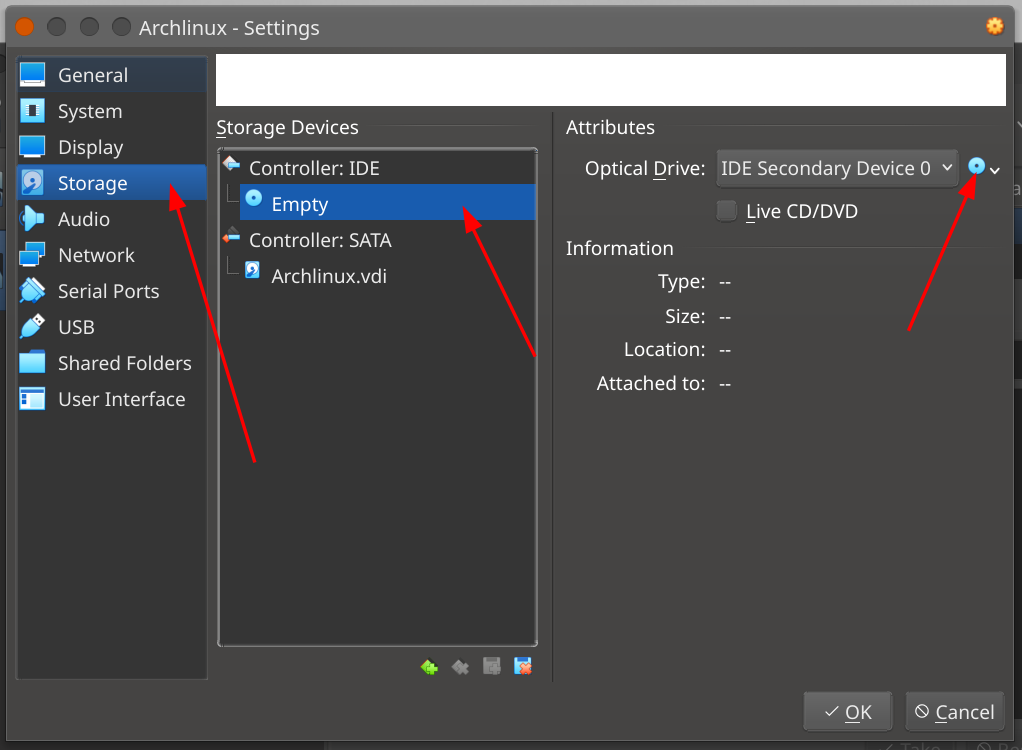 Archlinux - Settings
General
System
Display
Storage
Audio
Network
Serial Ports
USB
Shared Folders
User Interface
Storage Devices
Controller: IDE
Empty
Controller: SATA
Archlinux.vdi
Attributes
Optical Drive: IDE Secondary Device 0
Live CD/DVD
Information
Type: --
Size: --
Location: --
Attached to: --
OK
Cancel